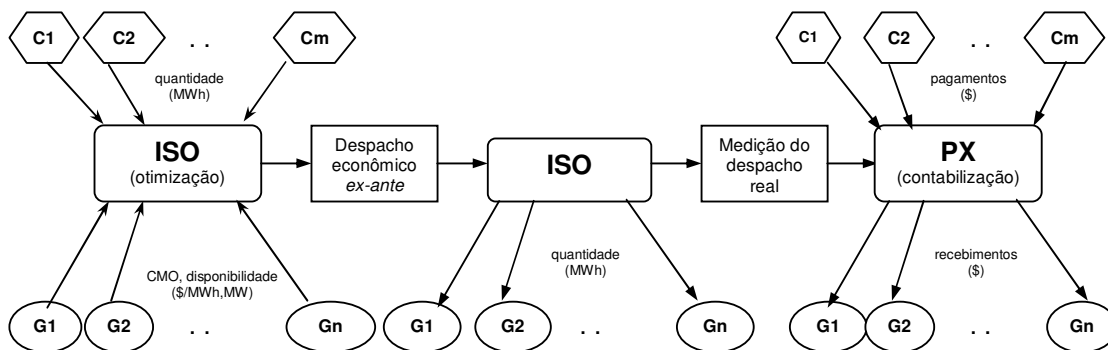 C1
C2
. .
Cm
quantidade
(MWh)
ISO
(otimização)
CMO, disponibilidade
($/MWh,MW)
G1
G2
. .
Gn
Despacho
econômico
ex-ante
ISO
quantidade
(MWh)
G1
G2
. .
Gn
Medição do
despacho
real
C1
C2
. .
Cm
pagamentos
($)
PX
(contabilização)
recebimentos
($)
G1
G2
. .
Gn